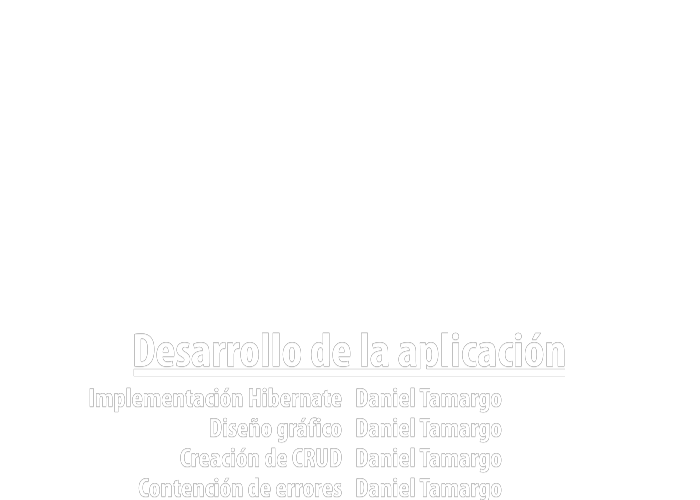 Desarrollo de la aplicación
Implementación Hibernate Daniel Tamargo
Diseño gráfico Daniel Tamargo
Creación de CRUD Daniel Tamargo
Contención de errores Daniel Tamargo